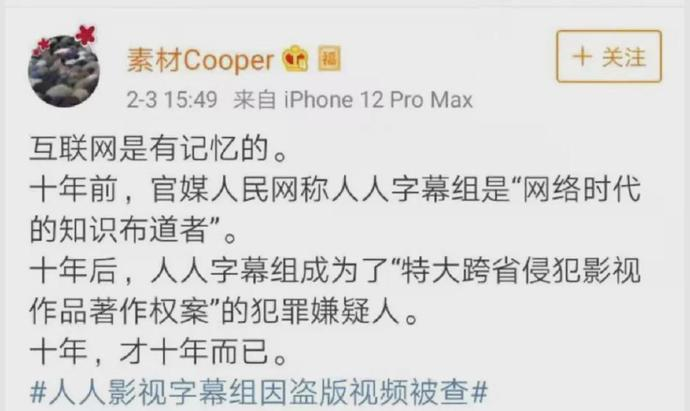 素材Cooper 福
+ 关注
2-3 15:49 来自 iPhone 12 Pro Max
互联网是有记忆的。
十年前，官媒人民网称人人字幕组是“网络时代
的知识布道者”。
十年后，人人字幕组成为了“特大跨省侵犯影视
作品著作权案”的犯罪嫌疑人。
十年，才十年而已。
#人人影视字幕组因盗版视频被查#